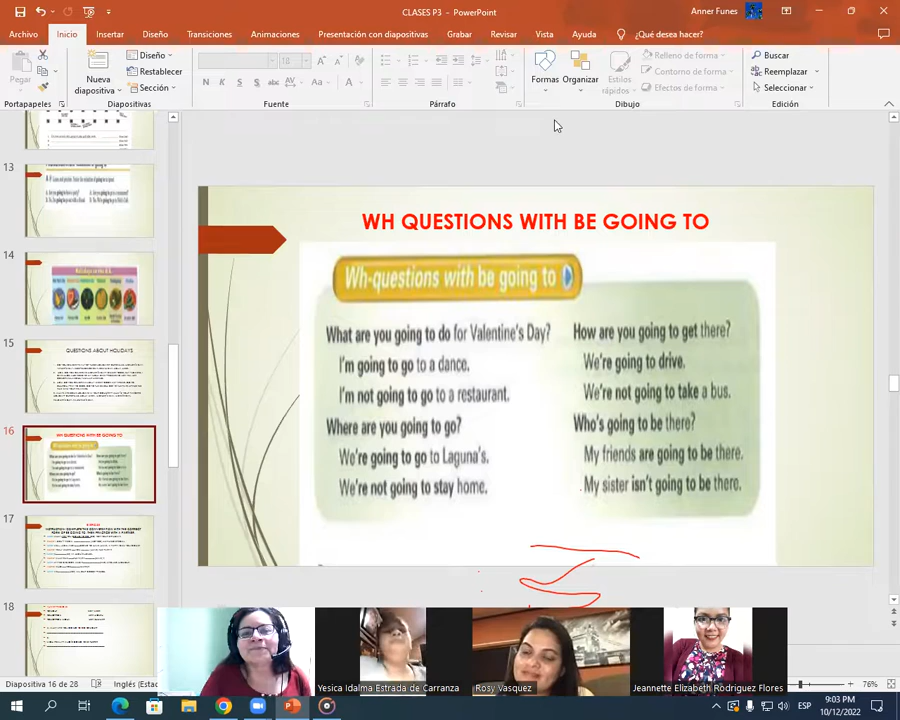 CLASES P3 - PowerPoint
Anner Funes
Archivo Inicio Insertar Diseño Transiciones Animaciones Presentación con diapositivas Grabar Revisar Vista Ayuda ¿Qué desea hacer?
Pegar
Nueva diapositiva
Diseño
Restablecer
Sección
18
N K S
Formas
Organizar
Estilos rápidos
Relleno de forma
Contorno de forma
Efectos de forma
Buscar
Reemplazar
Seleccionar
Portapapeles Diapositivas Fuente Párrafo Dibujo Edición
13
14
15
QUESTIONS ABOUT HOLIDAYS
16
WH QUESTIONS WITH BE GOING TO
17
18
WH QUESTIONS WITH BE GOING TO
Wh-questions with be going to
What are you going to do for Valentine's Day?
I'm going to go to a dance.
I'm not going to go to a restaurant.
Where are you going to go?
We're going to go to Laguna's.
We're not going to stay home.
How are you going to get there?
We're going to drive.
We're not going to take a bus.
Who's going to be there?
My friends are going to be there.
My sister isn't going to be there.
Yesica Idalma Estrada de Carranza
Rosy Vasquez
Jeannette Elizabeth Rodriguez Flores
Diapositiva 16 de 28
Inglés (Esta
76%
ESP
9:03 PM
10/12/2022